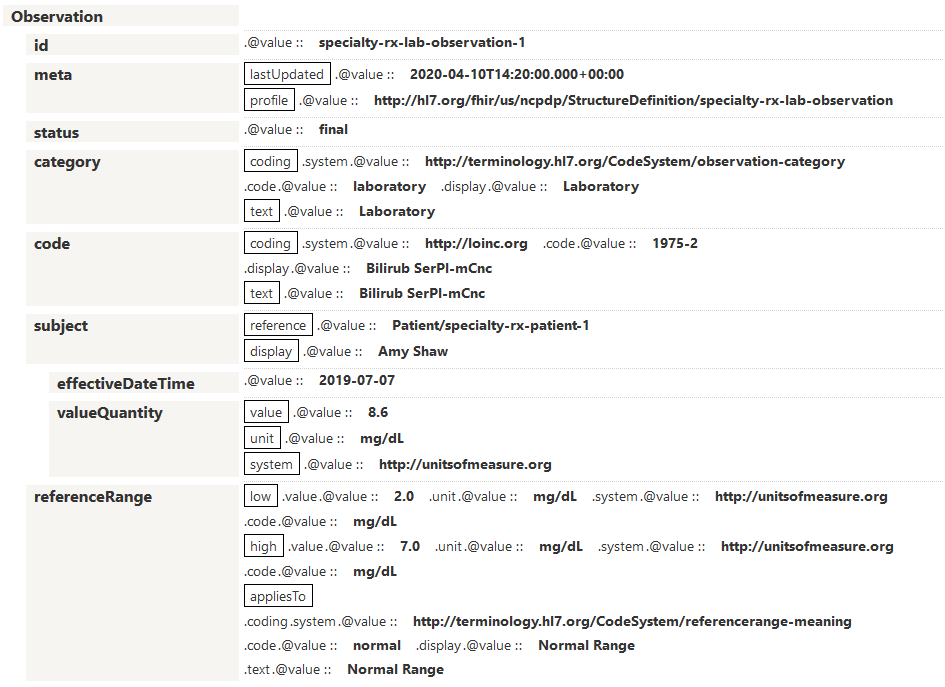 Observation
id .@value :: specialty-rx-lab-observation-1
meta lastUpdated .@value :: 2020-04-10T14:20:00.000+00:00
profile .@value :: http://hl7.org/fhir/us/ncpdp/StructureDefinition/specialty-rx-lab-observation
status .@value :: final
category coding .system.@value :: http://terminology.hl7.org/CodeSystem/observation-category
.code.@value :: laboratory .display.@value :: Laboratory
text .@value :: Laboratory
code coding .system.@value :: http://loinc.org .code.@value :: 1975-2
.display.@value :: Bilirub SerPl-mCnc
text .@value :: Bilirub SerPl-mCnc
subject reference .@value :: Patient/specialty-rx-patient-1
display .@value :: Amy Shaw
effectiveDateTime .@value :: 2019-07-07
valueQuantity value .@value :: 8.6
unit .@value :: mg/dL
system .@value :: http://unitsofmeasure.org
referenceRange low .value.@value :: 2.0 .unit.@value :: mg/dL .system.@value :: http://unitsofmeasure.org
.code.@value :: mg/dL
high .value.@value :: 7.0 .unit.@value :: mg/dL .system.@value :: http://unitsofmeasure.org
.code.@value :: mg/dL
appliesTo
.coding.system.@value :: http://terminology.hl7.org/CodeSystem/referencerange-meaning
.code.@value :: normal .display.@value :: Normal Range
.text.@value :: Normal Range